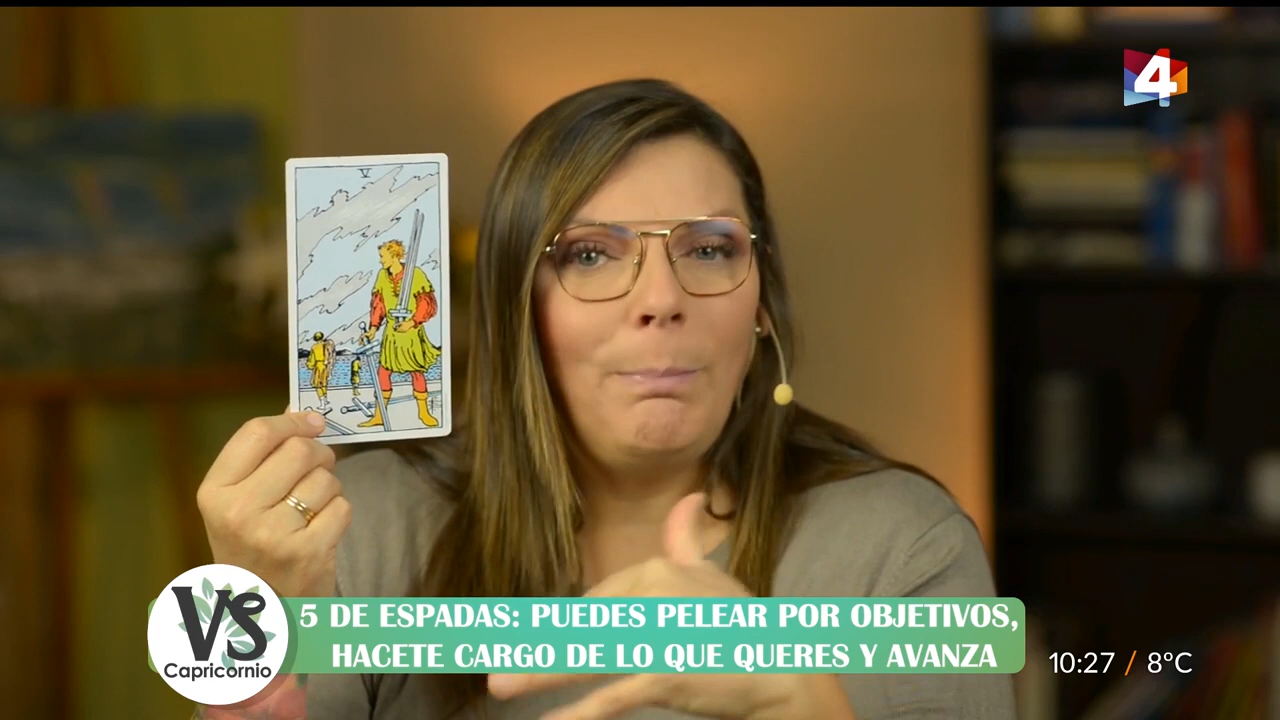 4
V
VS
Capricornio
5 DE ESPADAS: PUEDES PELEAR POR OBJETIVOS,
HACETE CARGO DE LO QUE QUERES Y AVANZA
10:27 / 8°C